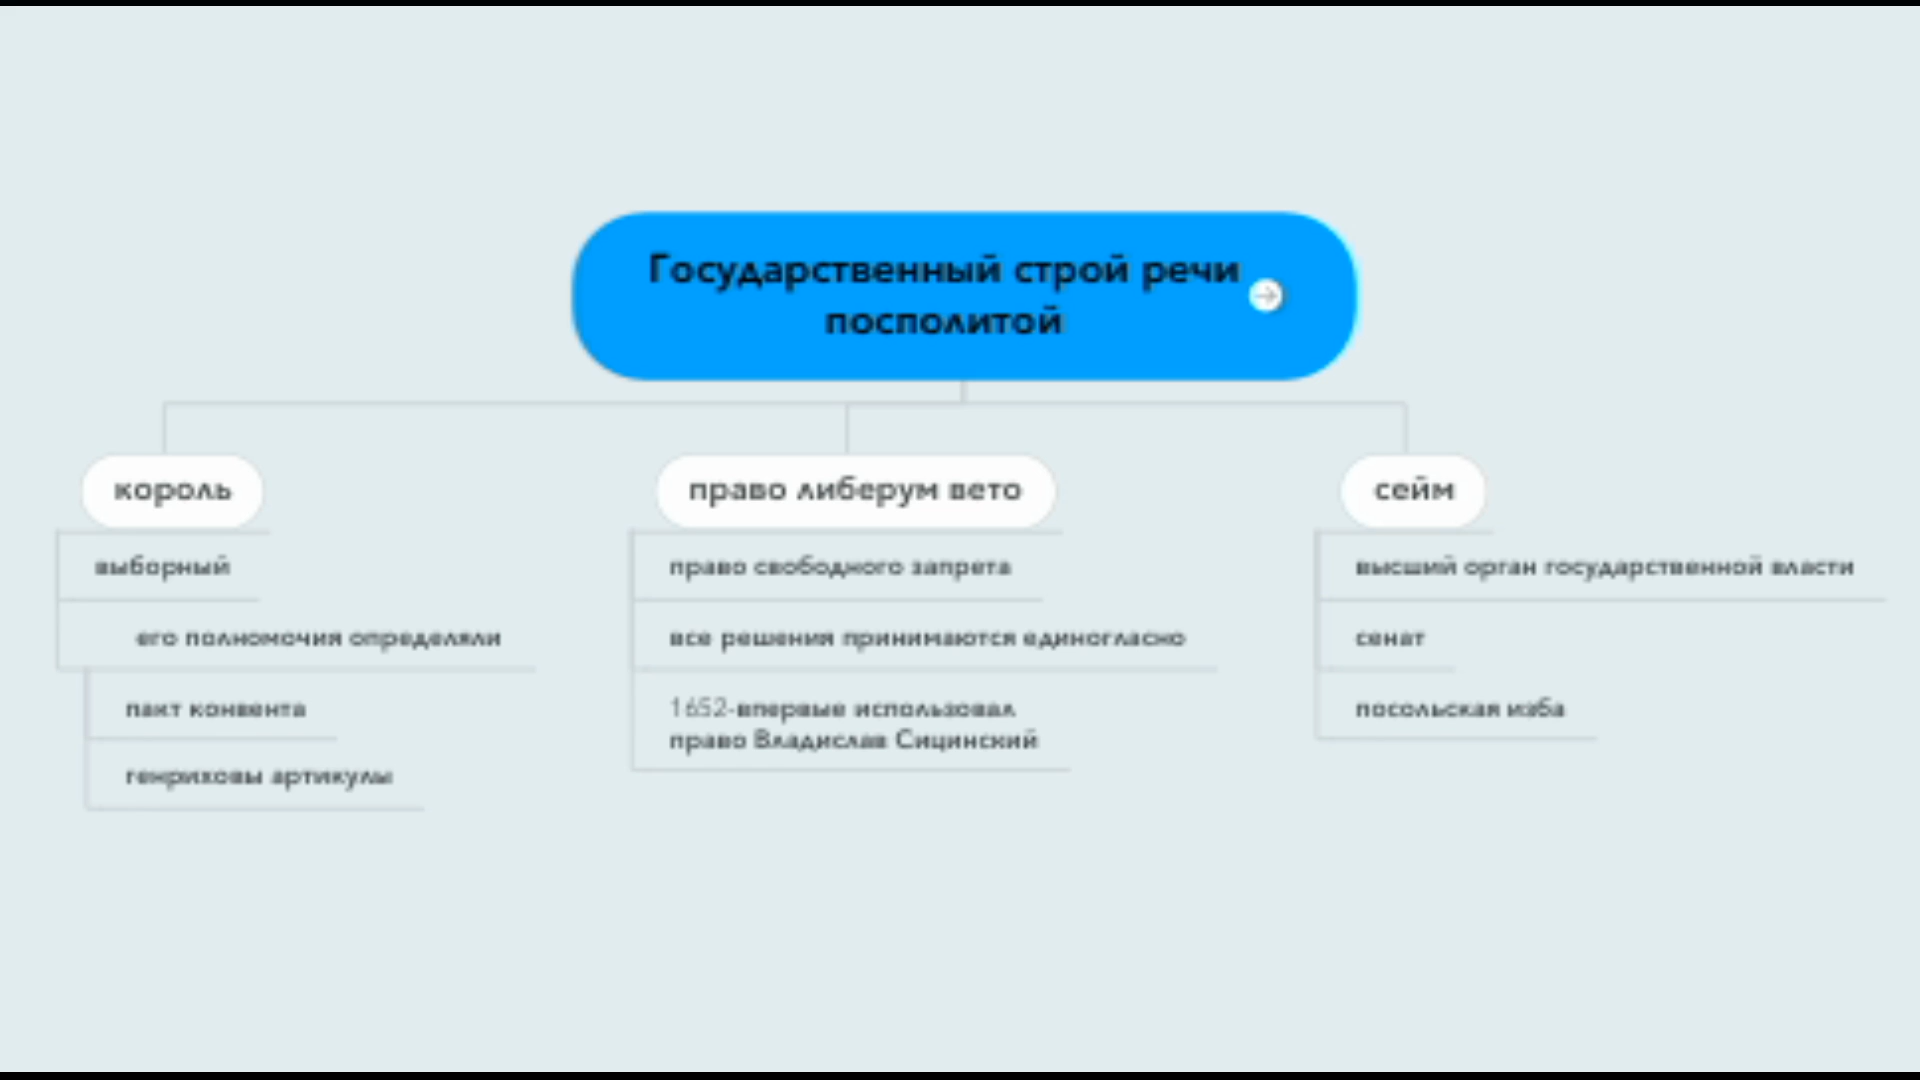 Государственный строй речи
посполитой
король
право либерум вето
сейм
выборный
его полномочия определяли
пакт конвента
генриховы артикулы
право свободного запрета
все решения принимаются единогласно
1652-впервые использовал
право Владислав Сицинский
высший орган государственной власти
сенат
посольская изба